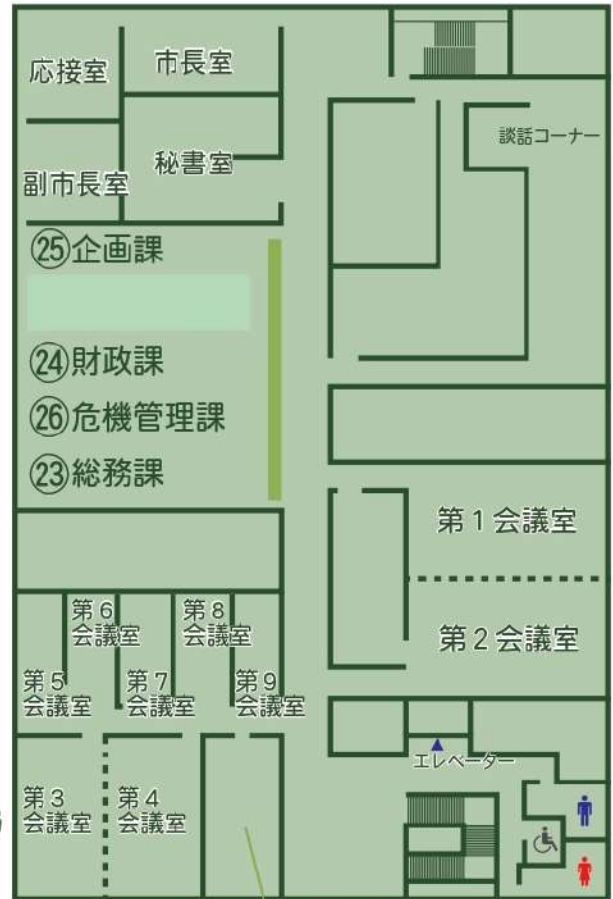 応接室
市長室
談話コーナー
秘書室
副市長室
㉕企画課
㉔財政課
㉖危機管理課
㉓総務課
第1会議室
第2会議室
第6
会議室
第8
会議室
第5
会議室
第7
会議室
第9
会議室
エレベーター
第3
会議室
第4
会議室